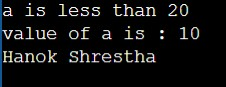 a is less than 20
value of a is : 10
Hanok Shrestha